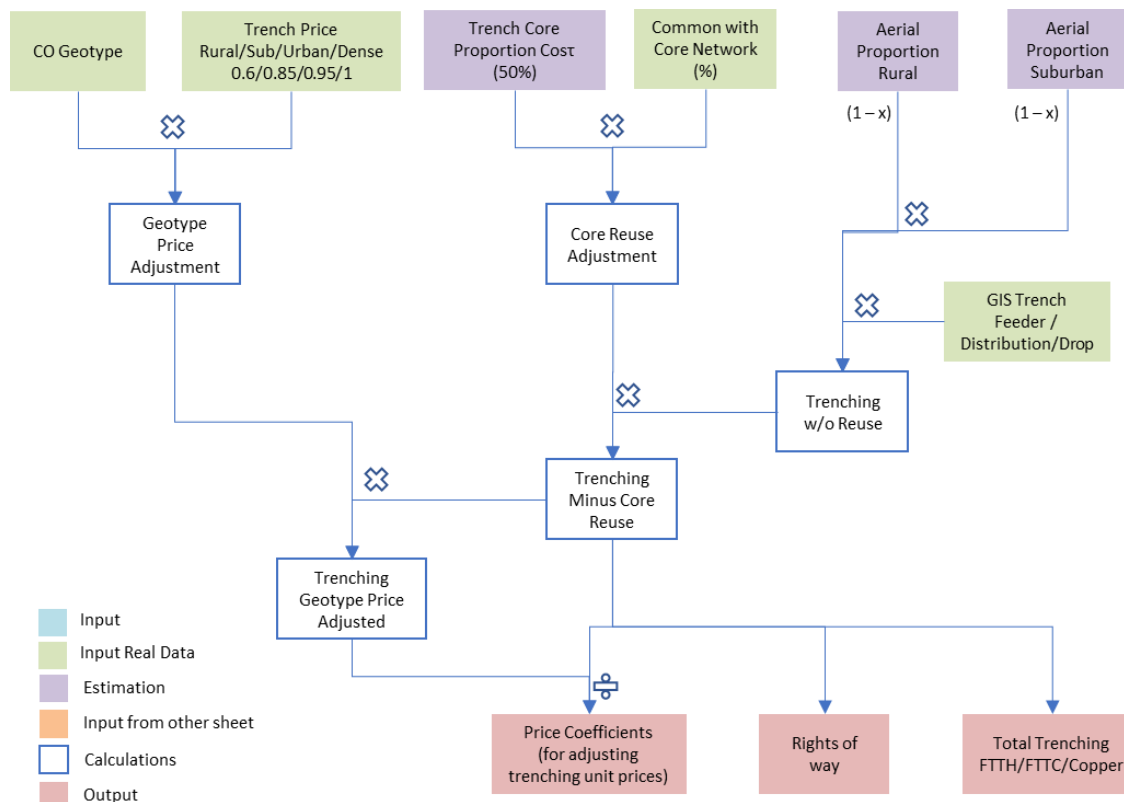 CO Geotype
Trench Price
Rural/Sub/Urban/Dense
0.6/0.85/0.95/1
Trench Core
Proportion Cosτ
(50%)
Common with
Core Network
(%)
Aerial
Proportion
Rural
Aerial
Proportion
Suburban
(1 – x)
(1 – x)
Geotype
Price
Adjustment
Core Reuse
Adjustment
GIS Trench
Feeder /
Distribution/Drop
Trenching
w/o Reuse
Trenching
Minus Core
Reuse
Trenching
Geotype Price
Adjusted
Input
Input Real Data
Estimation
Input from other sheet
Calculations
Output
Price Coefficients
(for adjusting
trenching unit prices)
Rights of
way
Total Trenching
FTTH/FTTC/Copper